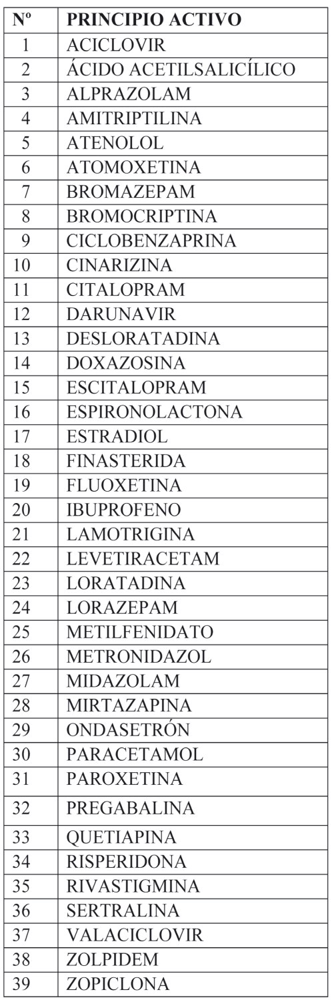 Nº PRINCIPIO ACTIVO
1 ACICLOVIR
2 ÁCIDO ACETILSALICÍLICO
3 ALPRAZOLAM
4 AMITRIPTILINA
5 ATENOLOL
6 ATOMOXETINA
7 BROMAZEPAM
8 BROMOCRIPTINA
9 CICLOBENZAPRINA
10 CINARIZINA
11 CITALOPRAM
12 DARUNAVIR
13 DESLORATADINA
14 DOXAZOSINA
15 ESCITALOPRAM
16 ESPIRONOLACTONA
17 ESTRADIOL
18 FINASTERIDA
19 FLUOXETINA
20 IBUPROFENO
21 LAMOTRIGINA
22 LEVETIRACETAM
23 LORATADINA
24 LORAZEPAM
25 METILFENIDATO
26 METRONIDAZOL
27 MIDAZOLAM
28 MIRTAZAPINA
29 ONDASETRÓN
30 PARACETAMOL
31 PAROXETINA
32 PREGABALINA
33 QUETIAPINA
34 RISPERIDONA
35 RIVASTIGMINA
36 SERTRALINA
37 VALACICLOVIR
38 ZOLPIDEM
39 ZOPICLONA